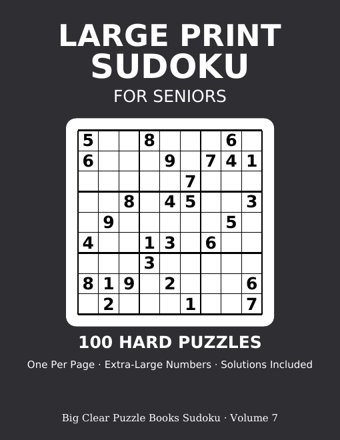 LARGE PRINT
SUDOKU
FOR SENIORS
5 8 6
6 9 7 4 1
7
8 4 5 3
9 5
4 1 3 6
3
8 1 9 2 6
2 1 7
100 HARD PUZZLES
One Per Page · Extra-Large Numbers · Solutions Included
Big Clear Puzzle Books Sudoku · Volume 7